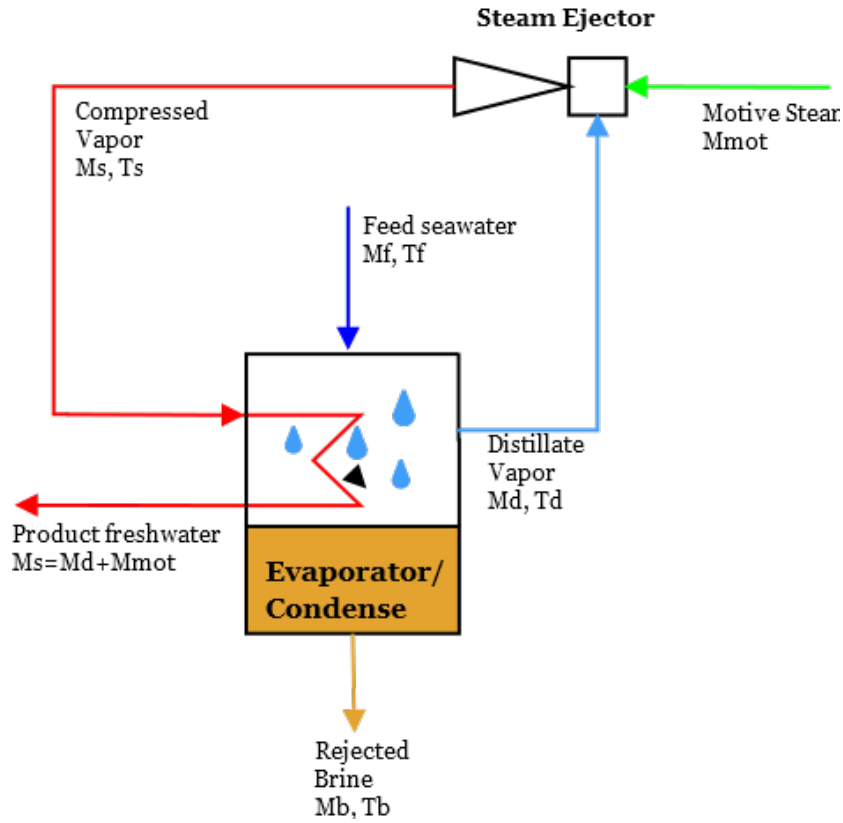 Steam Ejector
Compressed
Vapor
Ms, Ts
Motive Stear
Mmot
Feed seawater
Mf, Tf
Distillate
Vapor
Md, Td
Product freshwater
Ms=Md+Mmot
Evaporator/
Condense
Rejected
Brine
Mb, Tb